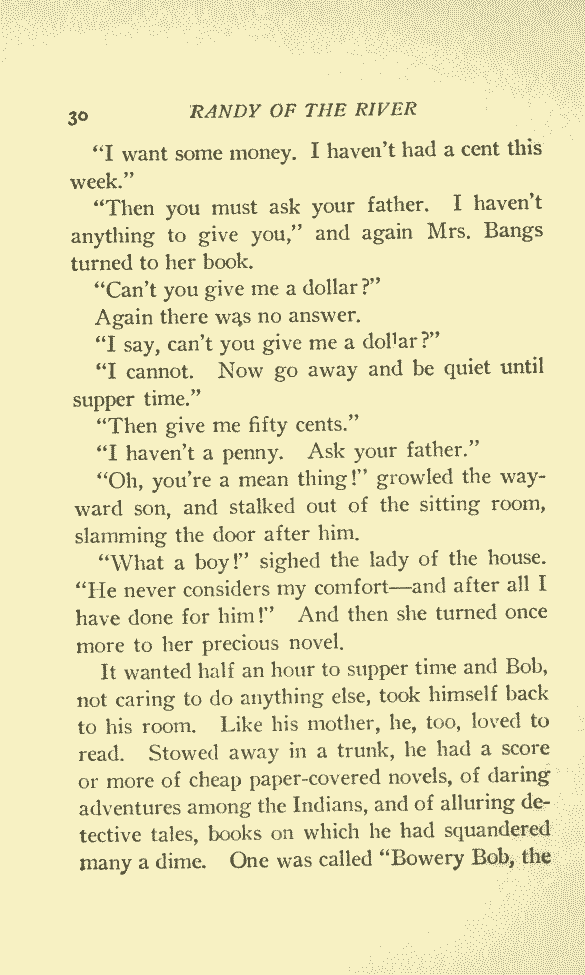 30 RANDY OF THE RIVER
“I want some money. I haven't had a cent this
week.”
“Then you must ask your father. I haven't
anything to give you,” and again Mrs. Bangs
turned to her book.
“Can't you give me a dollar?”
Again there was no answer.
“I say, can't you give me a dollar?”
“I cannot. Now go away and be quiet until
supper time.”
“Then give me fifty cents.”
“I haven't a penny. Ask your father.”
“Oh, you're a mean thing!” growled the way-
ward son, and stalked out of the sitting room,
slamming the door after him.
“What a boy!” sighed the lady of the house.
“He never considers my comfort—and after all I
have done for him!” And then she turned once
more to her precious novel.
It wanted half an hour to supper time and Bob,
not caring to do anything else, took himself back
to his room. Like his mother, he, too, loved to
read. Stowed away in a trunk, he had a score
or more of cheap paper-covered novels, of daring
adventures among the Indians, and of alluring de-
tective tales, books on which he had squandered
many a dime. One was called “Bowery Bob, the